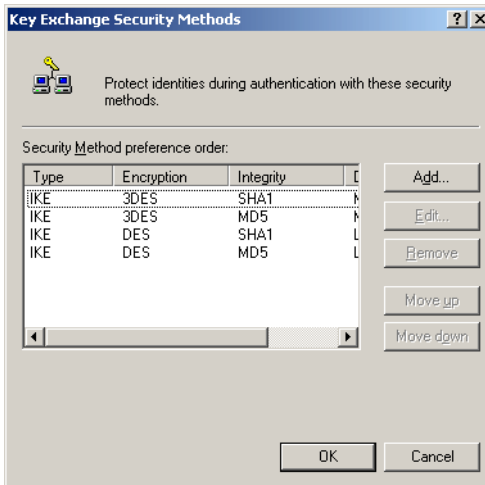 Key Exchange Security Methods
Protect identities during authentication with these security
methods.
Security Method preference order:
Type Encryption Integrity
IKE 3DES SHA1
IKE 3DES MD5
IKE DES SHA1
IKE DES MD5
Add...
Edit...
Remove
Move up
Move down
OK Cancel